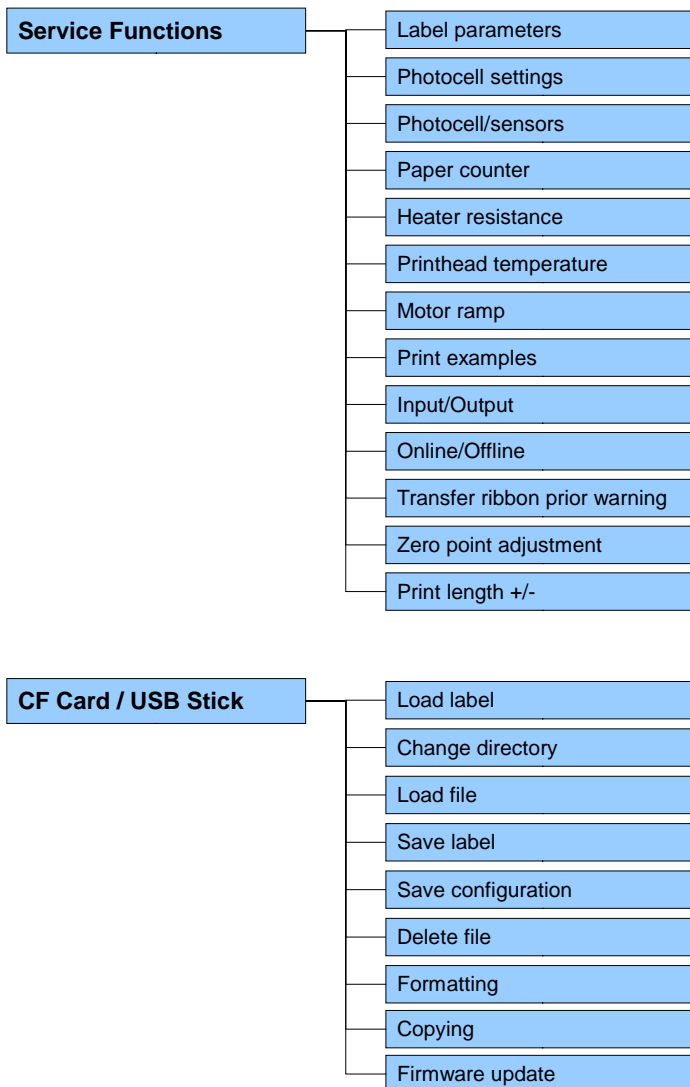 Service Functions
Label parameters
Photocell settings
Photocell/sensors
Paper counter
Heater resistance
Printhead temperature
Motor ramp
Print examples
Input/Output
Online/Offline
Transfer ribbon prior warning
Zero point adjustment
Print length +/-
CF Card / USB Stick
Load label
Change directory
Load file
Save label
Save configuration
Delete file
Formatting
Copying
Firmware update